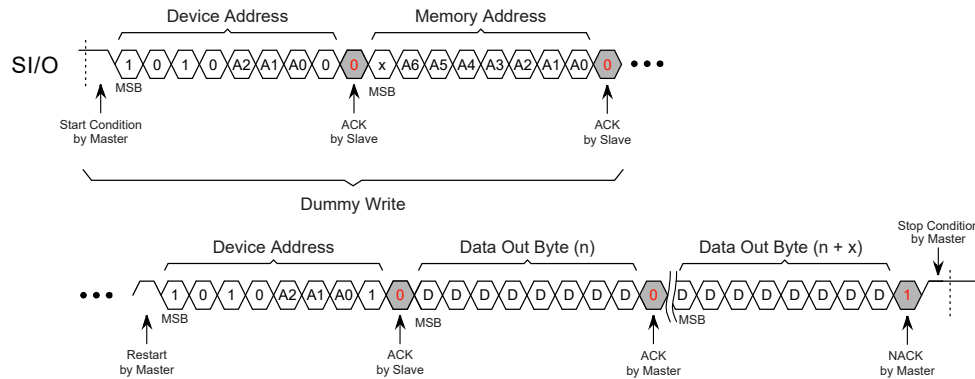 Device Address Memory Address
SI/O 1 0 1 0 A2 A1 A0 0 0 x A6 A5 A4 A3 A2 A1 A0 0 •••
MSB MSB
Start Condition ACK ACK
by Master by Slave by Slave
Dummy Write
Stop Condition
by Master
Device Address Data Out Byte (n) Data Out Byte (n + x)
••• 1 0 1 0 A2 A1 A0 1 0 D D D D D D D D 0 D D D D D D D D 1
MSB MSB MSB
Restart ACK ACK NACK
by Master by Slave by Master by Master